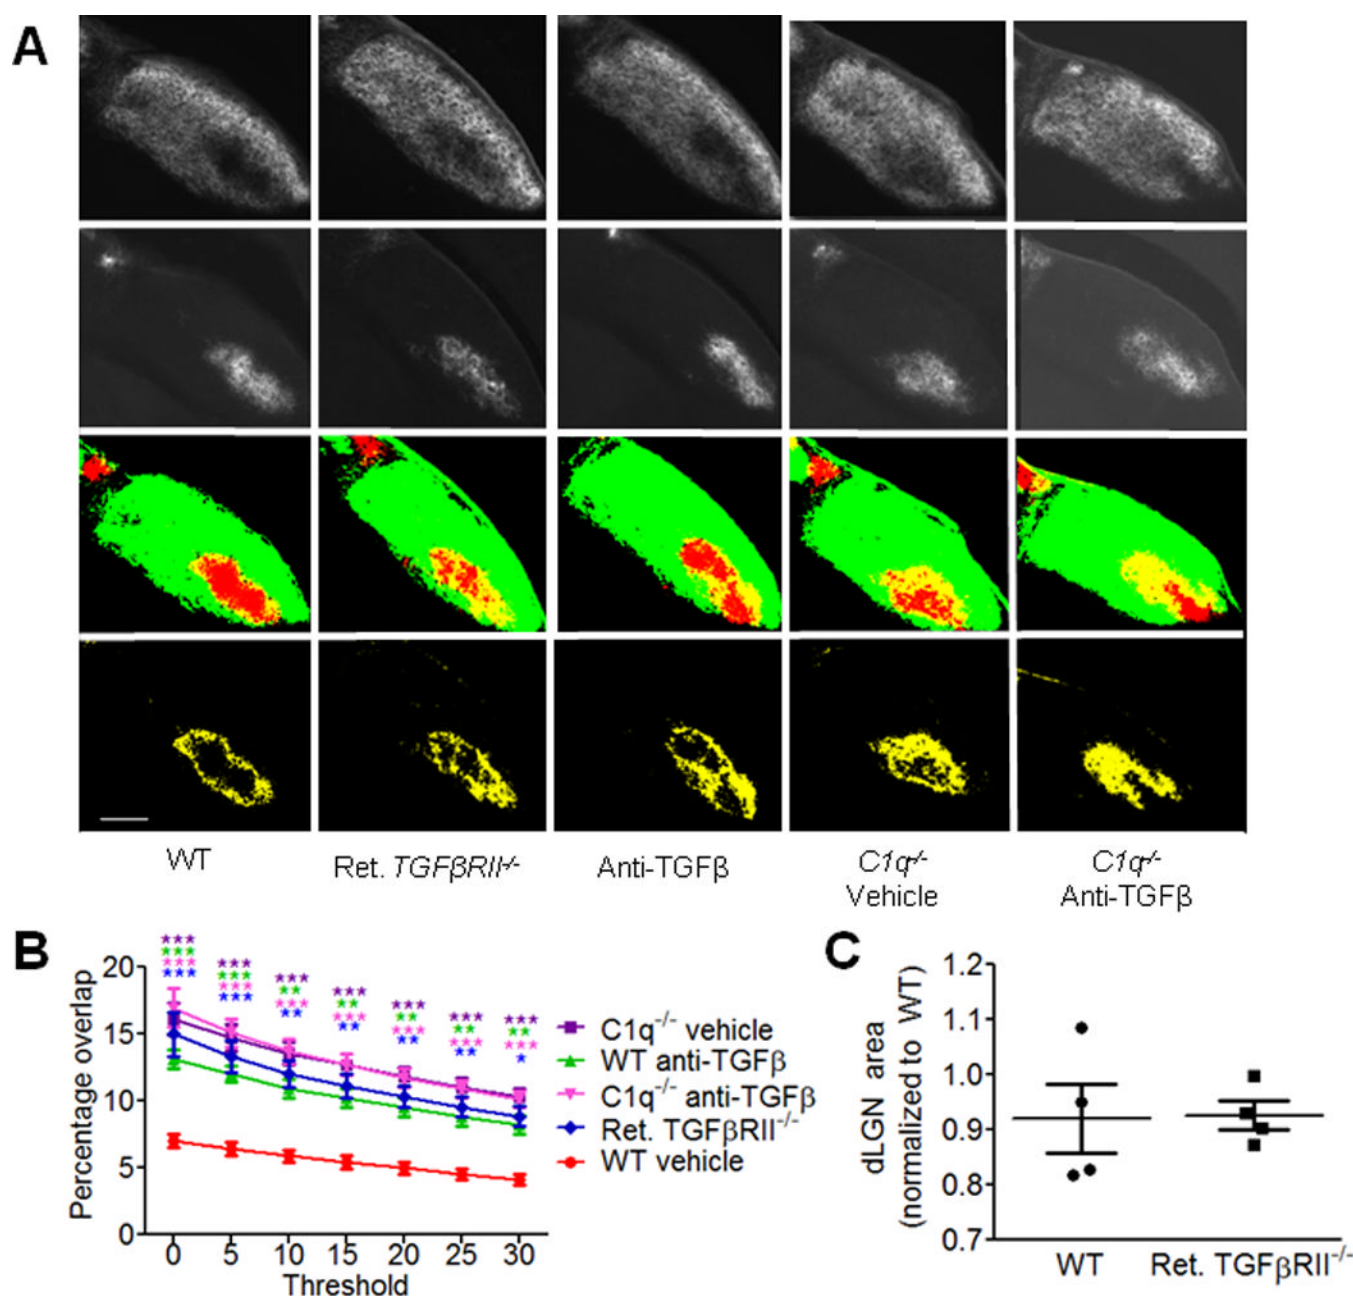 A
WT
Ret. TGFβRII-/-
Anti-TGFβ
C1q-/-
Vehicle
C1q-/-
Anti-TGFβ
B
Percentage overlap
20
15
10
5
0
*** *** *** *** *** *** ***
*** *** ** ** ** ** **
*** *** *** *** *** *** ***
*** *** ** ** ** ** *
0 5 10 15 20 25 30
Threshold
C1q-/- vehicle
WT anti-TGFβ
C1q-/- anti-TGFβ
Ret. TGFβRII-/-
WT vehicle
C
dLGN area
(normalized to WT)
1.2
1.1
1.0
0.9
0.8
0.7
WT Ret. TGFβRII-/-